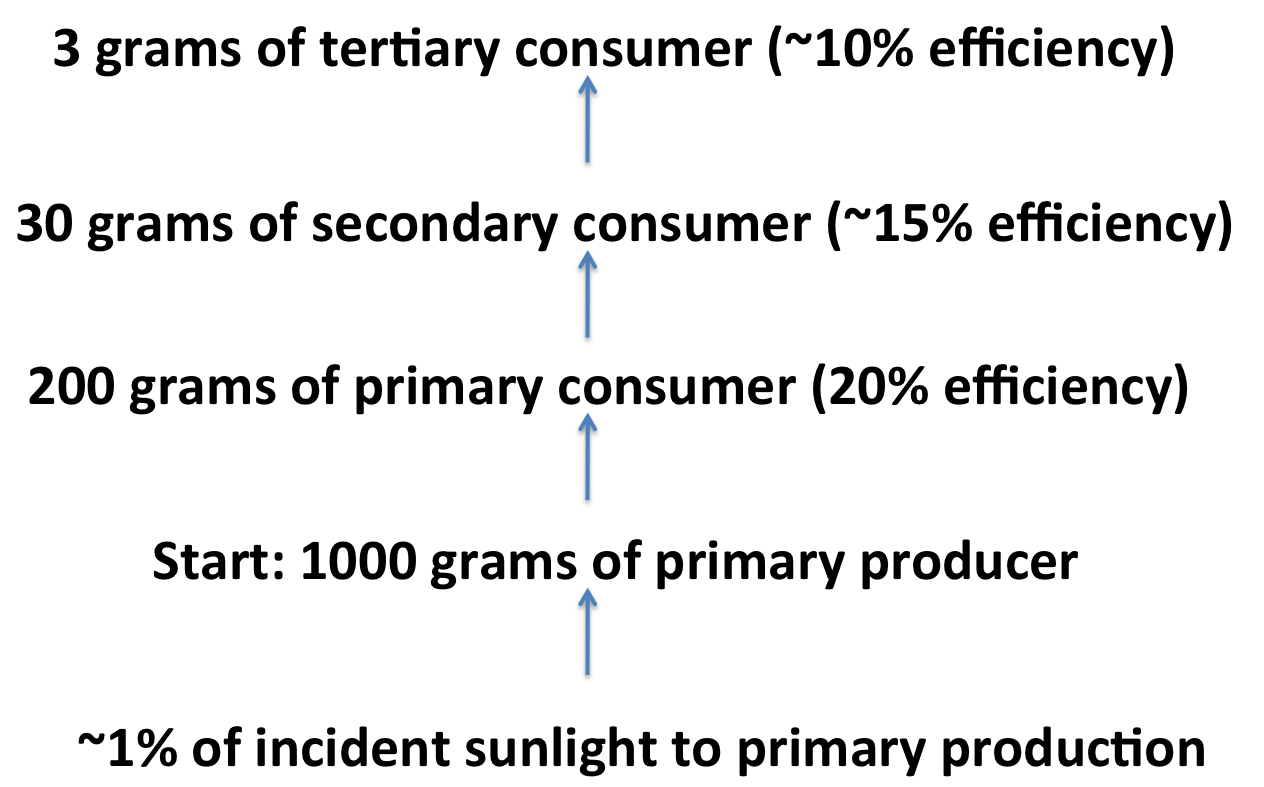 3 grams of tertiary consumer (~10% efficiency)
30 grams of secondary consumer (~15% efficiency)
200 grams of primary consumer (20% efficiency)
Start: 1000 grams of primary producer
~1% of incident sunlight to primary production